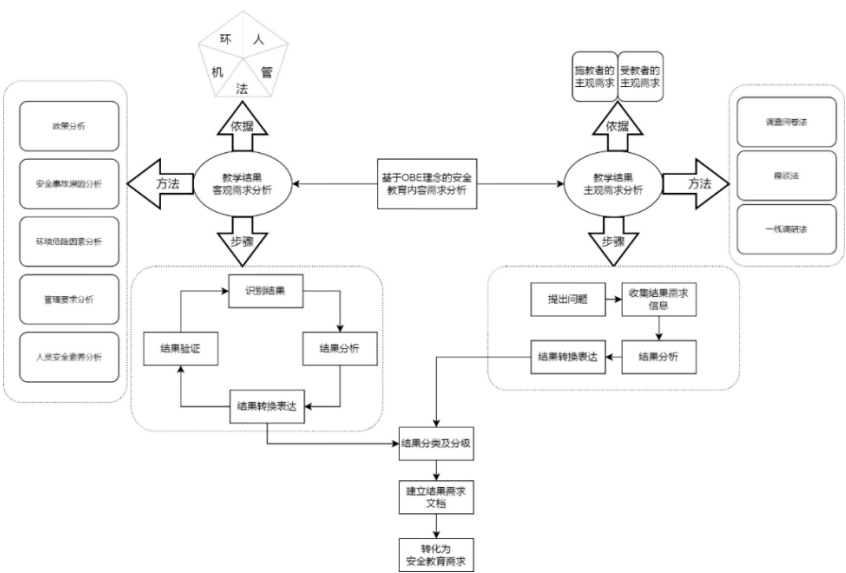 环
人
机
管
法
施教者的
主观需求
受教者的
主观需求
依据
依据
政策分析
安全事故原因分析
环境危险因素分析
管理要求分析
人员安全素养分析
方法
教学结果
客观需求分析
基于OBE理念的安全
教育内容需求分析
教学结果
主观需求分析
方法
调查问卷法
座谈法
一线调研法
步骤
步骤
识别结果
结果验证
结果分析
结果转换表达
提出问题
收集结果需求
信息
结果转换表达
结果分析
结果分类及分级
建立结果需求
文档
转化为
安全教育需求